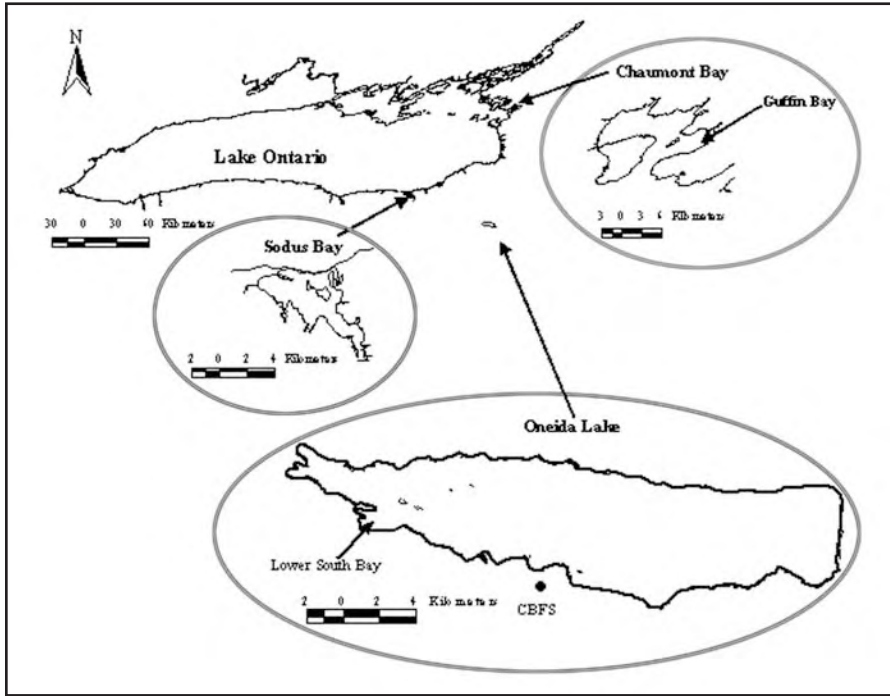 N
Chaumont Bay
Guffin Bay
Lake Ontario
30 0 30 60 Kilometers
3 0 3 6 Kilometers
Sodus Bay
2 0 2 4 Kilometers
Oneida Lake
Lower South Bay
2 0 2 4 Kilometers
CBFS